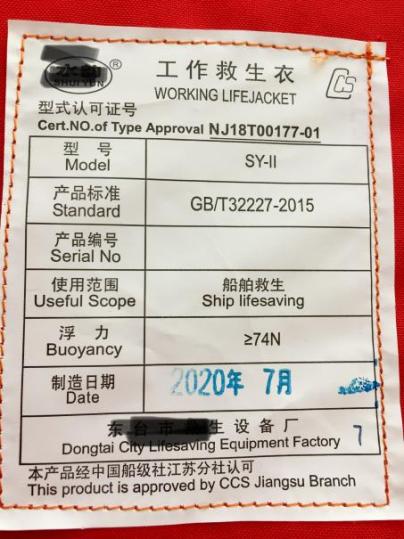 SHUIYUN ®
工作救生衣
WORKING LIFEJACKET
CCS
型式认可证号
Cert.NO.of Type Approval NJ18T00177-01
型 号 SY-II
Model
产品标准 GB/T32227-2015
Standard
产品编号
Serial No
使用范围 船舶救生
Useful Scope Ship lifesaving
浮 力 ≥74N
Buoyancy
制造日期 2020年 7月
Date
东台市 生设备厂 7
Dongtai City Lifesaving Equipment Factory
本产品经中国船级社江苏分社认可
This product is approved by CCS Jiangsu Branch